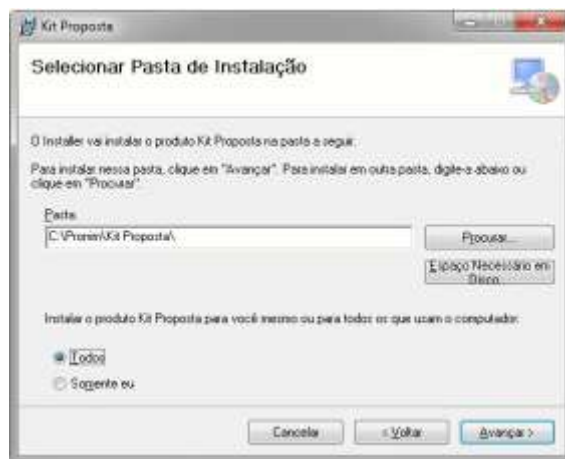 Kit Proposta
Selecionar Pasta de Instalação
O Installer vai instalar o produto Kit Proposta na pasta a seguir.
Para instalar nessa pasta, clique em "Avançar". Para instalar em outra pasta, digite-a abaixo ou
clique em "Procurar".
Pasta:
C:\Pronim\Kit Proposta\
Procurar...
Espaço Necessário em
Disco...
Instalar o produto Kit Proposta para você mesmo ou para todos os que usam o computador:
Todos
Somente eu
Cancelar
< Voltar
Avançar >